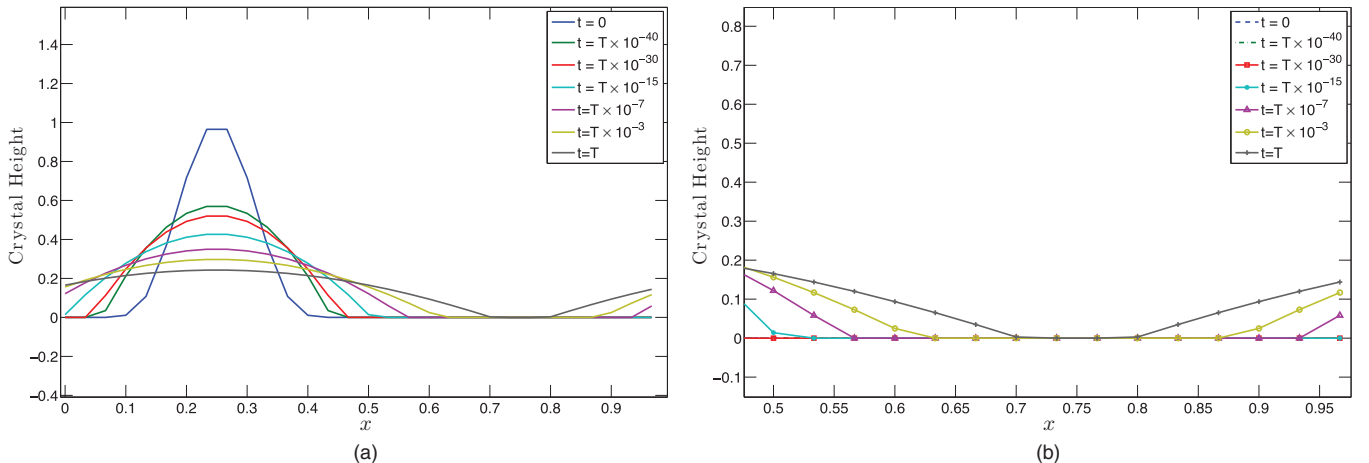 1.4
1.2
1
0.8
0.6
0.4
0.2
0
−0.2
−0.4
Crystal Height
0
0.1
0.2
0.3
0.4
0.5
0.6
0.7
0.8
0.9
x
t = 0
t = T × 10⁻⁴⁰
t = T × 10⁻³⁰
t = T × 10⁻¹⁵
t=T × 10⁻⁷
t=T × 10⁻³
t=T
(a)
0.8
0.7
0.6
0.5
0.4
0.3
0.2
0.1
0
−0.1
Crystal Height
0.5
0.55
0.6
0.65
0.7
0.75
0.8
0.85
0.9
0.95
x
t = 0
t = T × 10⁻⁴⁰
t = T × 10⁻³⁰
t = T × 10⁻¹⁵
t=T × 10⁻⁷
t=T × 10⁻³
t=T
(b)